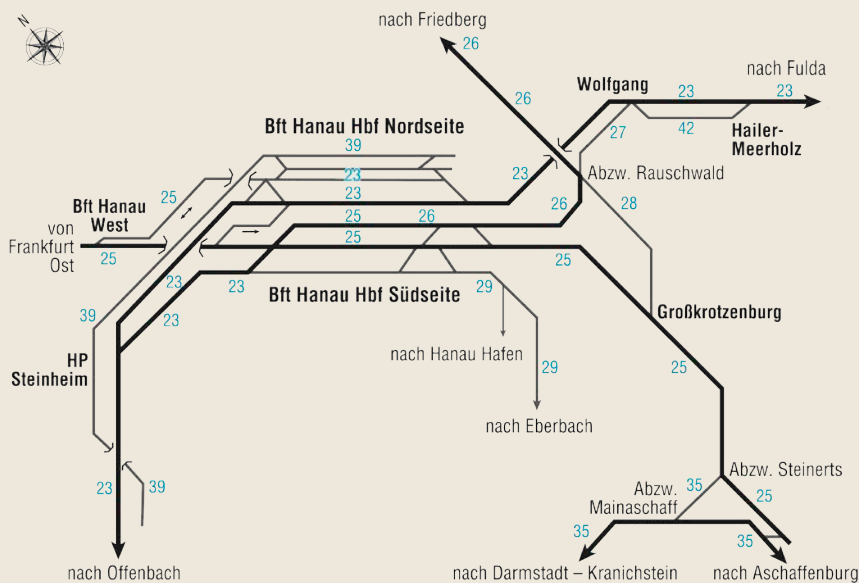 N
nach Friedberg
26
26
Wolfgang
23
nach Fulda
23
27
42
Hailer-
Meerholz
Bft Hanau Hbf Nordseite
39
23
23
23
Abzw. Rauschwald
25
Bft Hanau
West
von
Frankfurt
Ost
25
25
26
25
26
28
25
23
23
23
39
Bft Hanau Hbf Südseite
29
Großkrotzenburg
HP
Steinheim
nach Hanau Hafen
29
25
nach Eberbach
23
39
Abzw. Steinerts
35
25
Abzw.
Mainaschaff
35
35
nach Offenbach
nach Darmstadt – Kranichstein
nach Aschaffenburg